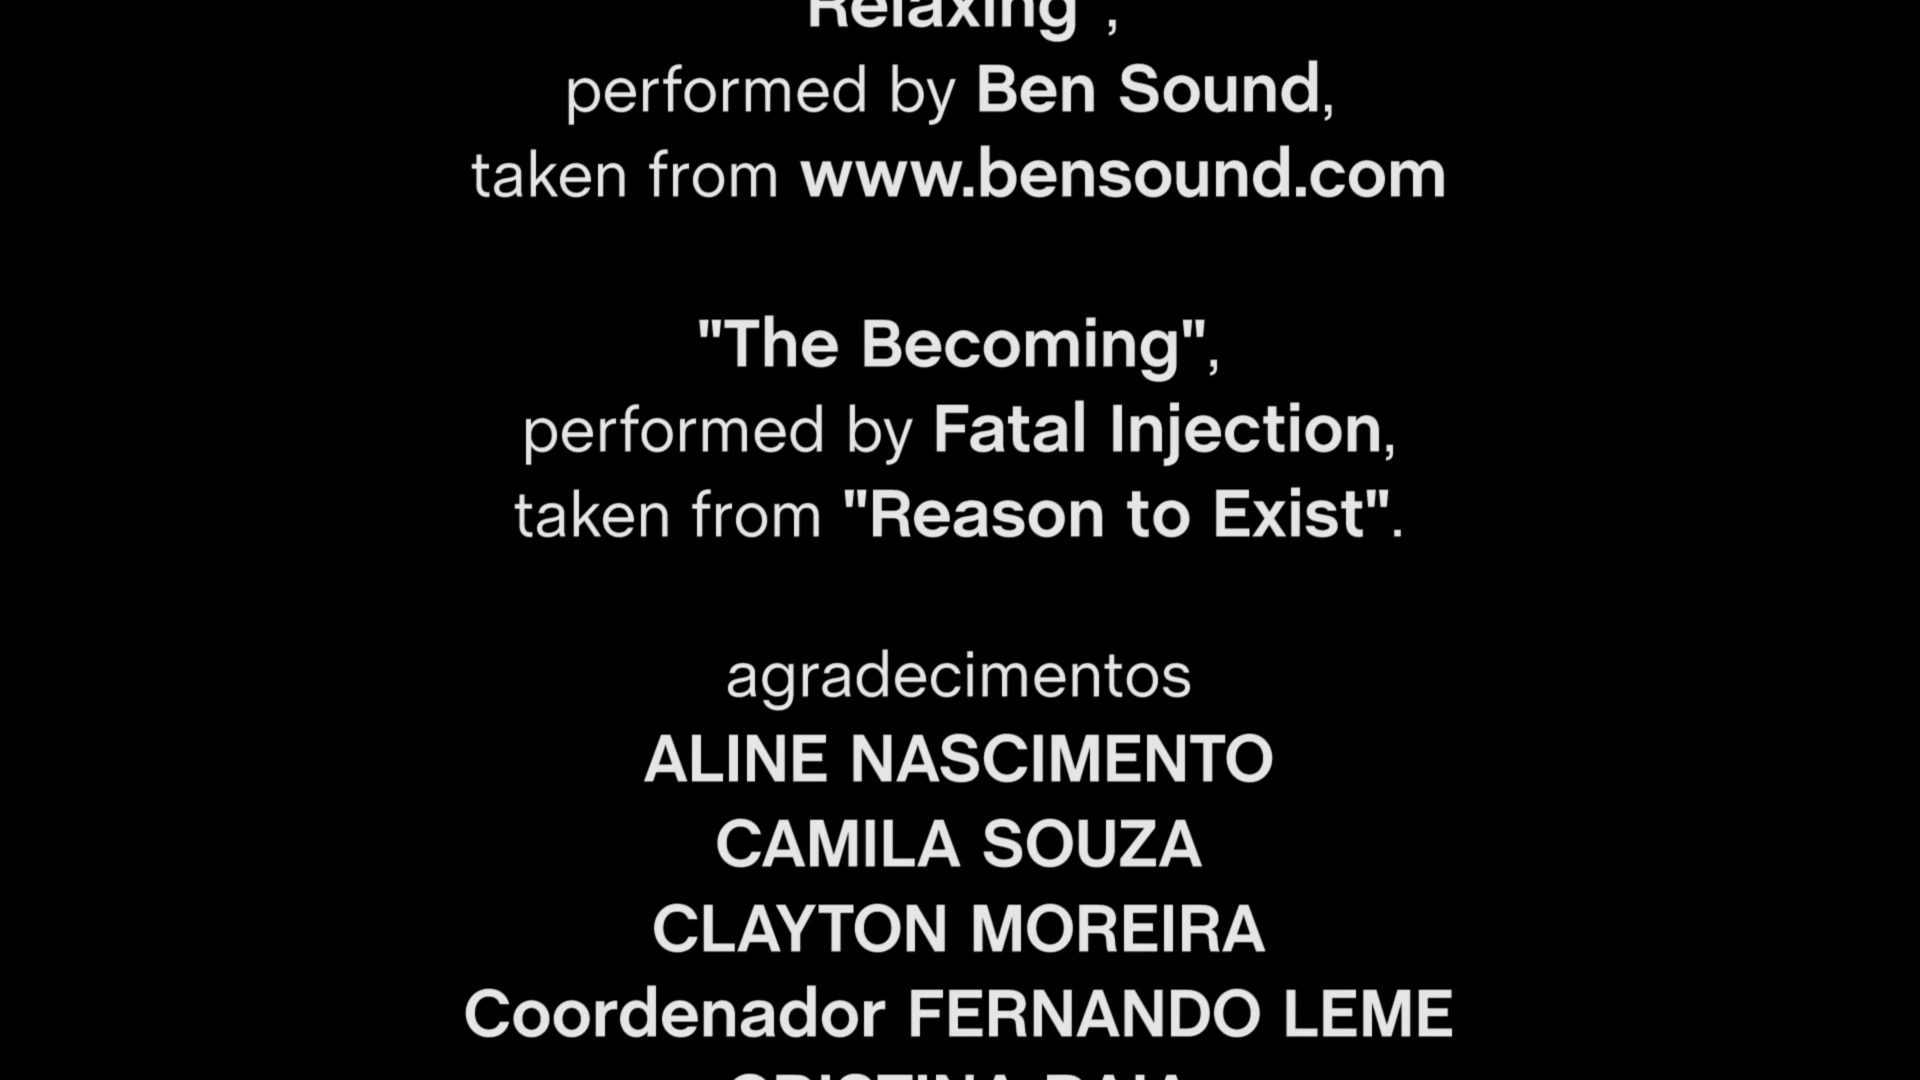 Relaxing",
performed by Ben Sound,
taken from www.bensound.com
"The Becoming",
performed by Fatal Injection,
taken from "Reason to Exist".
agradecimentos
ALINE NASCIMENTO
CAMILA SOUZA
CLAYTON MOREIRA
Coordenador FERNANDO LEME